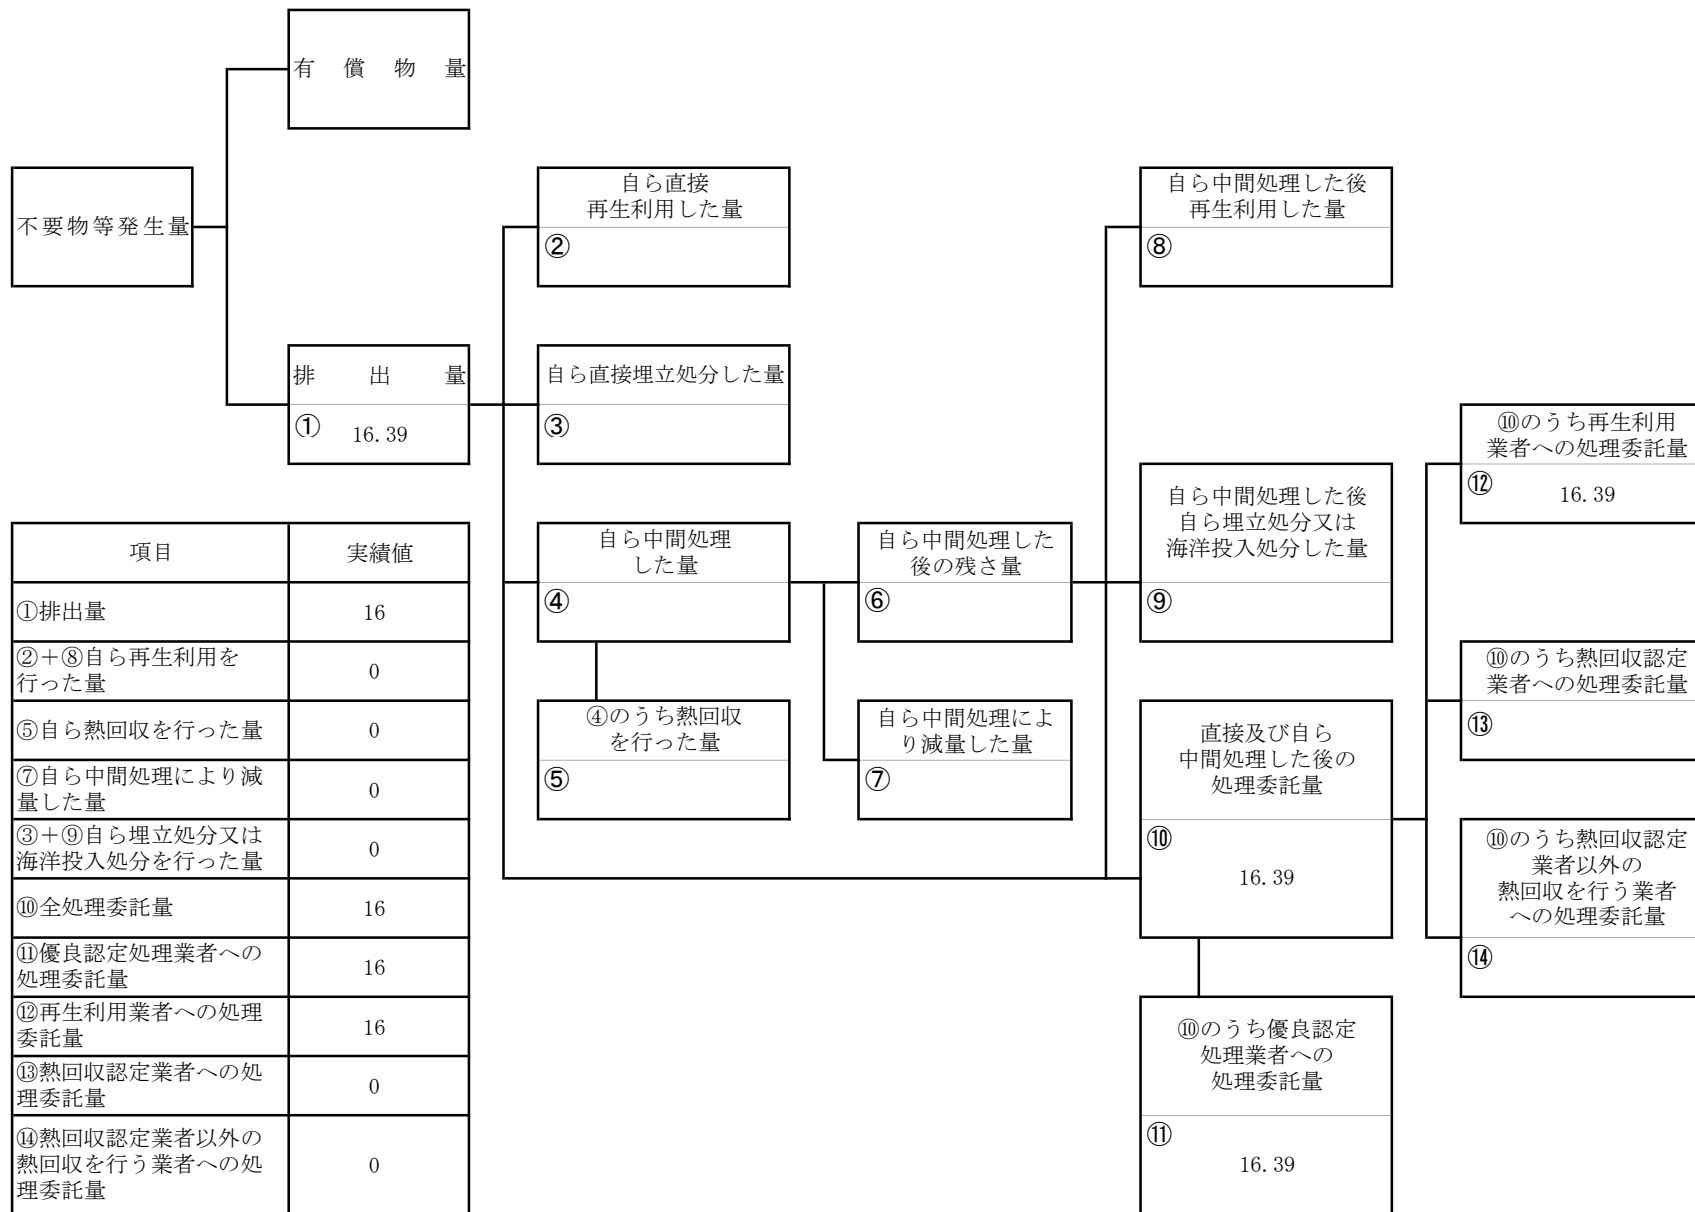 有償物量
不要物等発生量
排出量
① 16.39
自ら直接
再生利用した量
②
自ら直接埋立処分した量
③
自ら中間処理
した量
④
④のうち熱回収
を行った量
⑤
自ら中間処理した
後の残さ量
⑥
自ら中間処理によ
り減量した量
⑦
自ら中間処理した後
再生利用した量
⑧
自ら中間処理した後
自ら埋立処分又は
海洋投入処分した量
⑨
直接及び自ら
中間処理した後の
処理委託量
⑩
16.39
⑩のうち優良認定
処理業者への
処理委託量
⑪
16.39
⑩のうち再生利用
業者への処理委託量
⑫ 16.39
⑩のうち熱回収認定
業者への処理委託量
⑬
⑩のうち熱回収認定
業者以外の
熱回収を行う業者
への処理委託量
⑭
項目 実績値
①排出量 16
②+⑧自ら再生利用を
行った量 0
⑤自ら熱回収を行った量 0
⑦自ら中間処理により減
量した量 0
③+⑨自ら埋立処分又は
海洋投入処分を行った量 0
⑩全処理委託量 16
⑪優良認定処理業者への
処理委託量 16
⑫再生利用業者への処理
委託量 16
⑬熱回収認定業者への処
理委託量 0
⑭熱回収認定業者以外の
熱回収を行う業者への処
理委託量 0